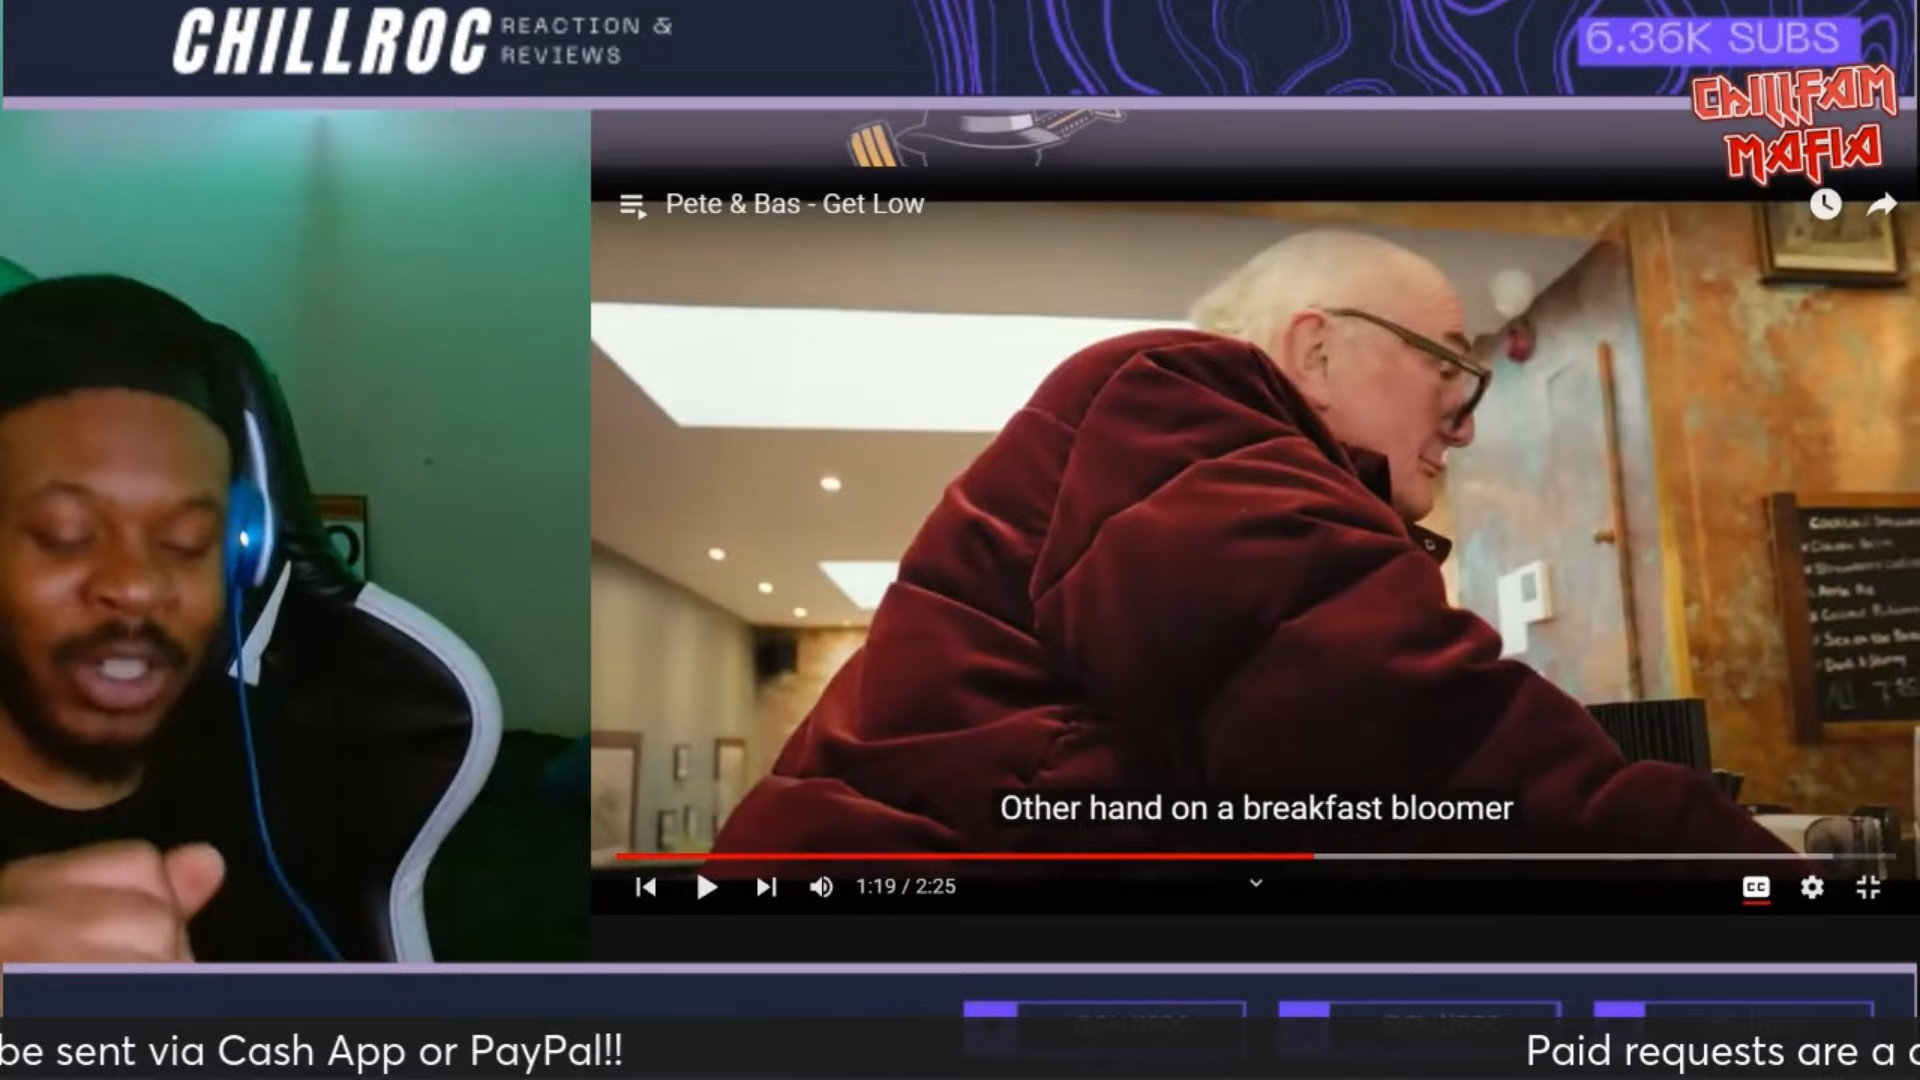 CHILLROC
REACTION &
REVIEWS
6.36K SUBS
CHILLFAM
MAFIA
Pete & Bas - Get Low
Other hand on a breakfast bloomer
1:19 / 2:25
CC
be sent via Cash App or PayPal!!
Paid requests are a